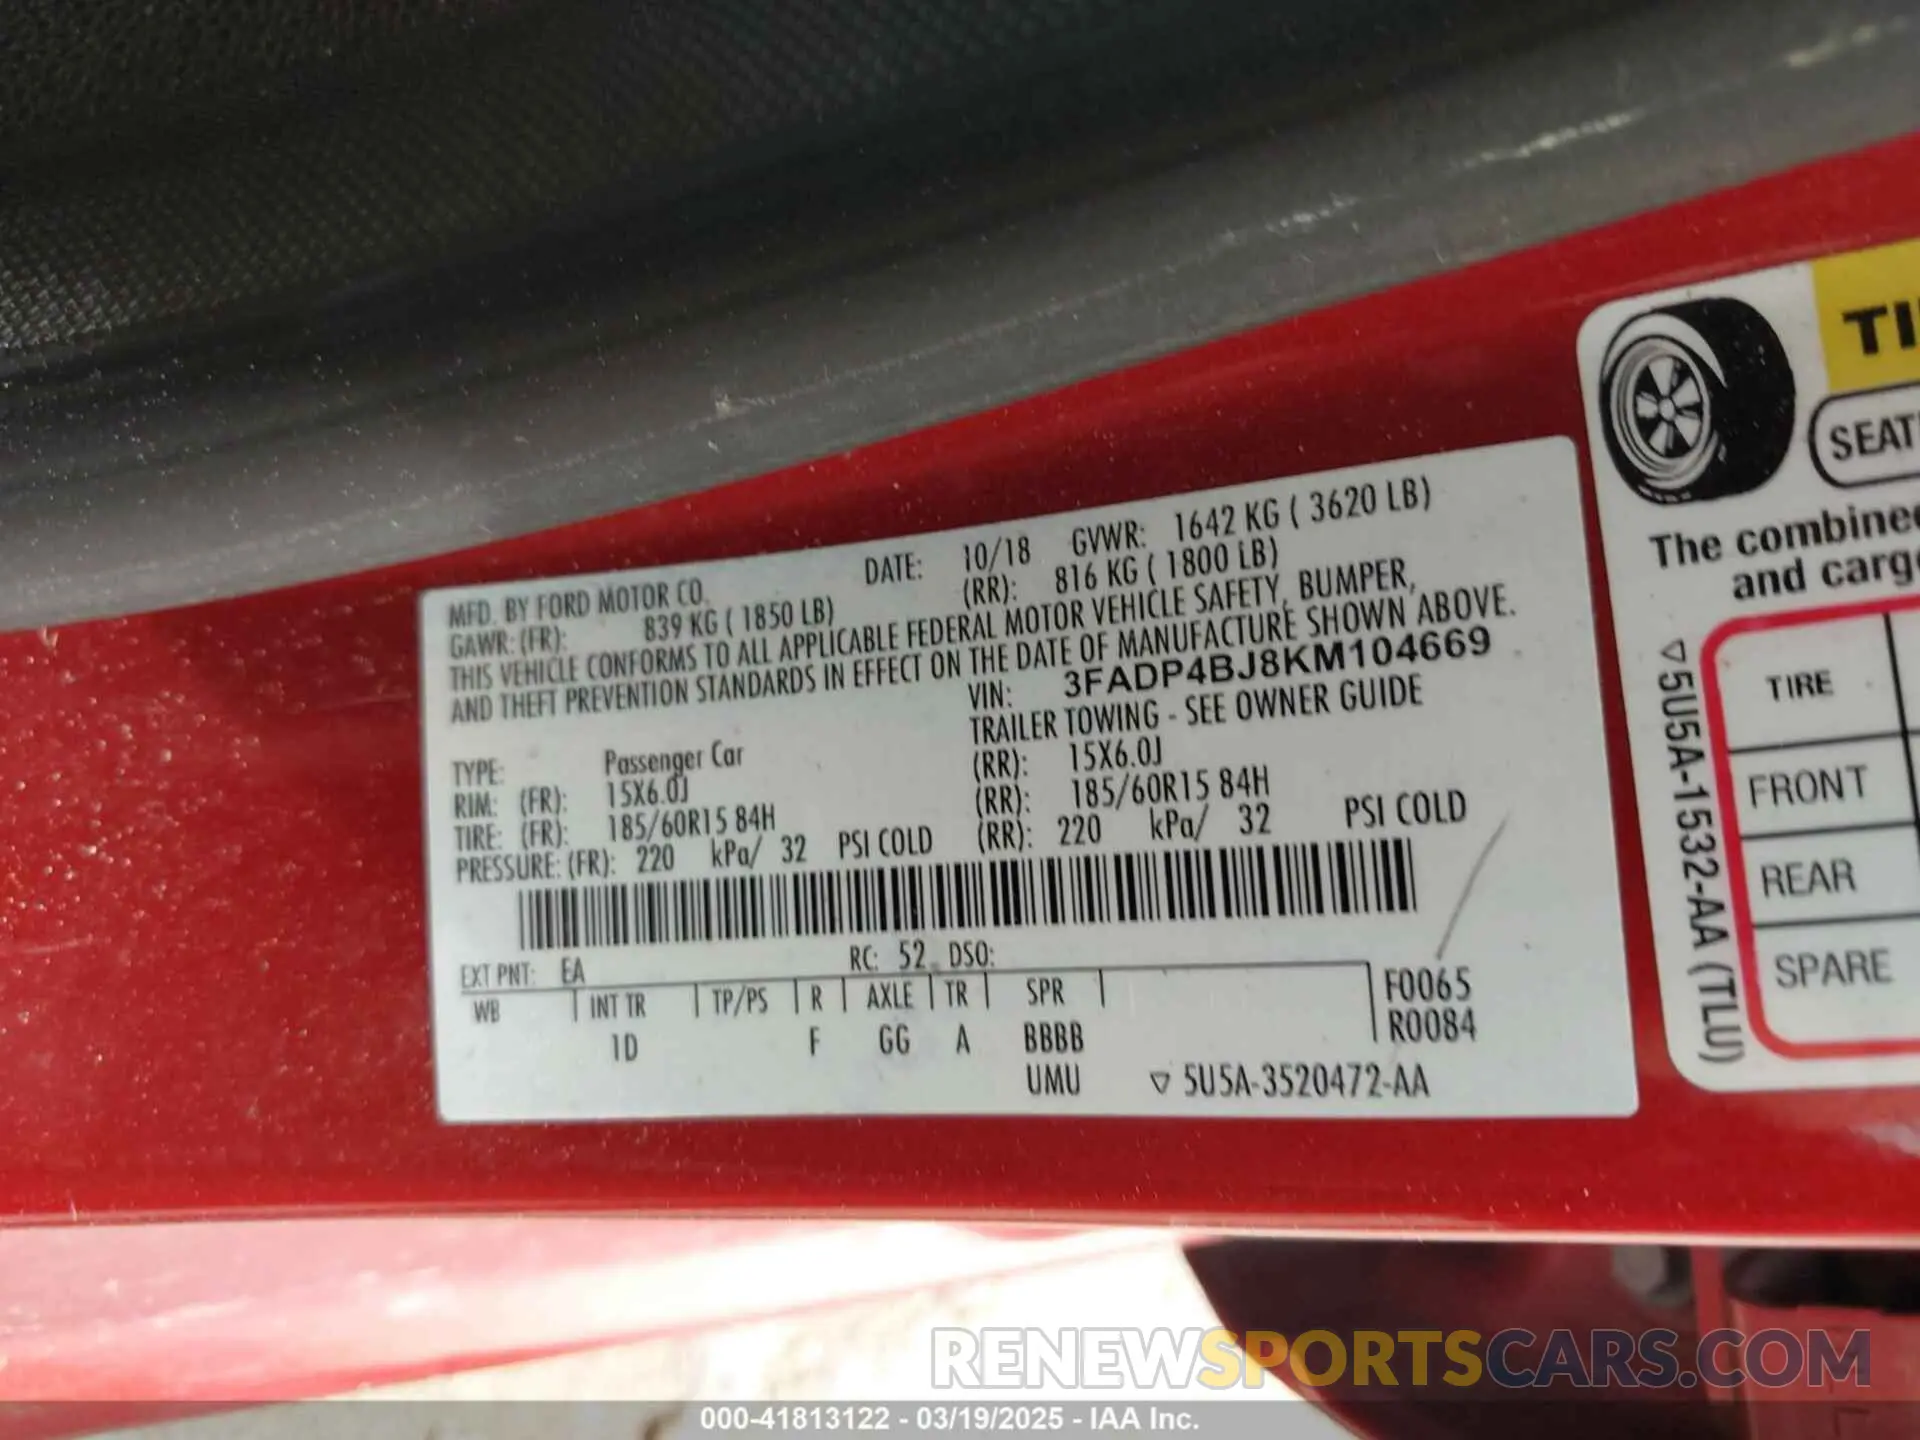 MFD. BY FORD MOTOR CO. DATE: 10/18 GVWR: 1642 KG ( 3620 LB)
GAWR: (FR): 839 KG ( 1850 LB) (RR): 816 KG ( 1800 LB)
THIS VEHICLE CONFORMS TO ALL APPLICABLE FEDERAL MOTOR VEHICLE SAFETY, BUMPER,
AND THEFT PREVENTION STANDARDS IN EFFECT ON THE DATE OF MANUFACTURE SHOWN ABOVE.
VIN: 3FADP4BJ8KM104669
TRAILER TOWING - SEE OWNER GUIDE
TYPE: Passenger Car
RIM: (FR): 15X6.0J (RR): 15X6.0J
TIRE: (FR): 185/60R15 84H (RR): 185/60R15 84H
PRESSURE: (FR): 220 kPa/ 32 PSI COLD (RR): 220 kPa/ 32 PSI COLD
EXT PNT: EA RC: 52 DSO:
WB INT TR TP/PS R AXLE TR SPR F0065
1D F GG A BBBB R0084
UMU ▽ 5U5A-3520472-AA
TI
SEAT
The combine
and carg
▽5U5A-1532-AA (TLU)
TIRE
FRONT
REAR
SPARE
RENEWSPORTSCARS.COM
000-41813122 - 03/19/2025 - IAA Inc.